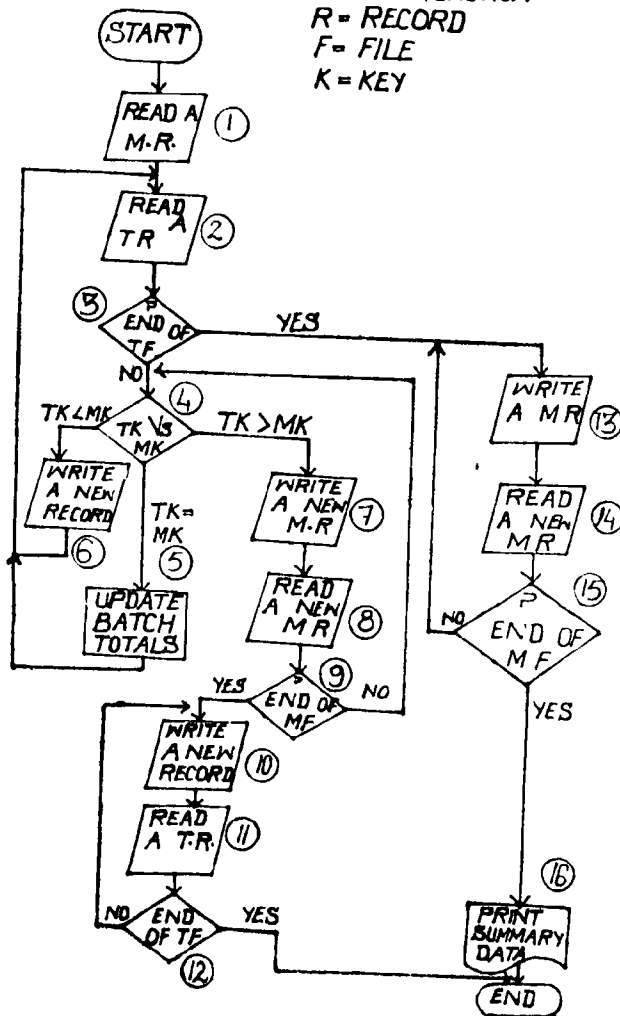 R = RECORD
F = FILE
K = KEY
START
READ A
M.R.
1
READ
A
TR
2
3
?
END OF
TF
YES
NO
4
TK<MK
TK VS
MK
TK>MK
WRITE
A NEW
RECORD
6
TK=
MK
5
UPDATE
BATCH
TOTALS
WRITE
A NEW
M.R
7
READ
A NEW
MR
8
9
?
END OF
MF
YES
NO
WRITE
A NEW
RECORD
10
READ
A T.R.
11
END
OF TF
NO
YES
12
WRITE
A MR
13
READ
A NEW
MR
14
15
?
END OF
MF
NO
YES
16
PRINT
SUMMARY
DATA
END